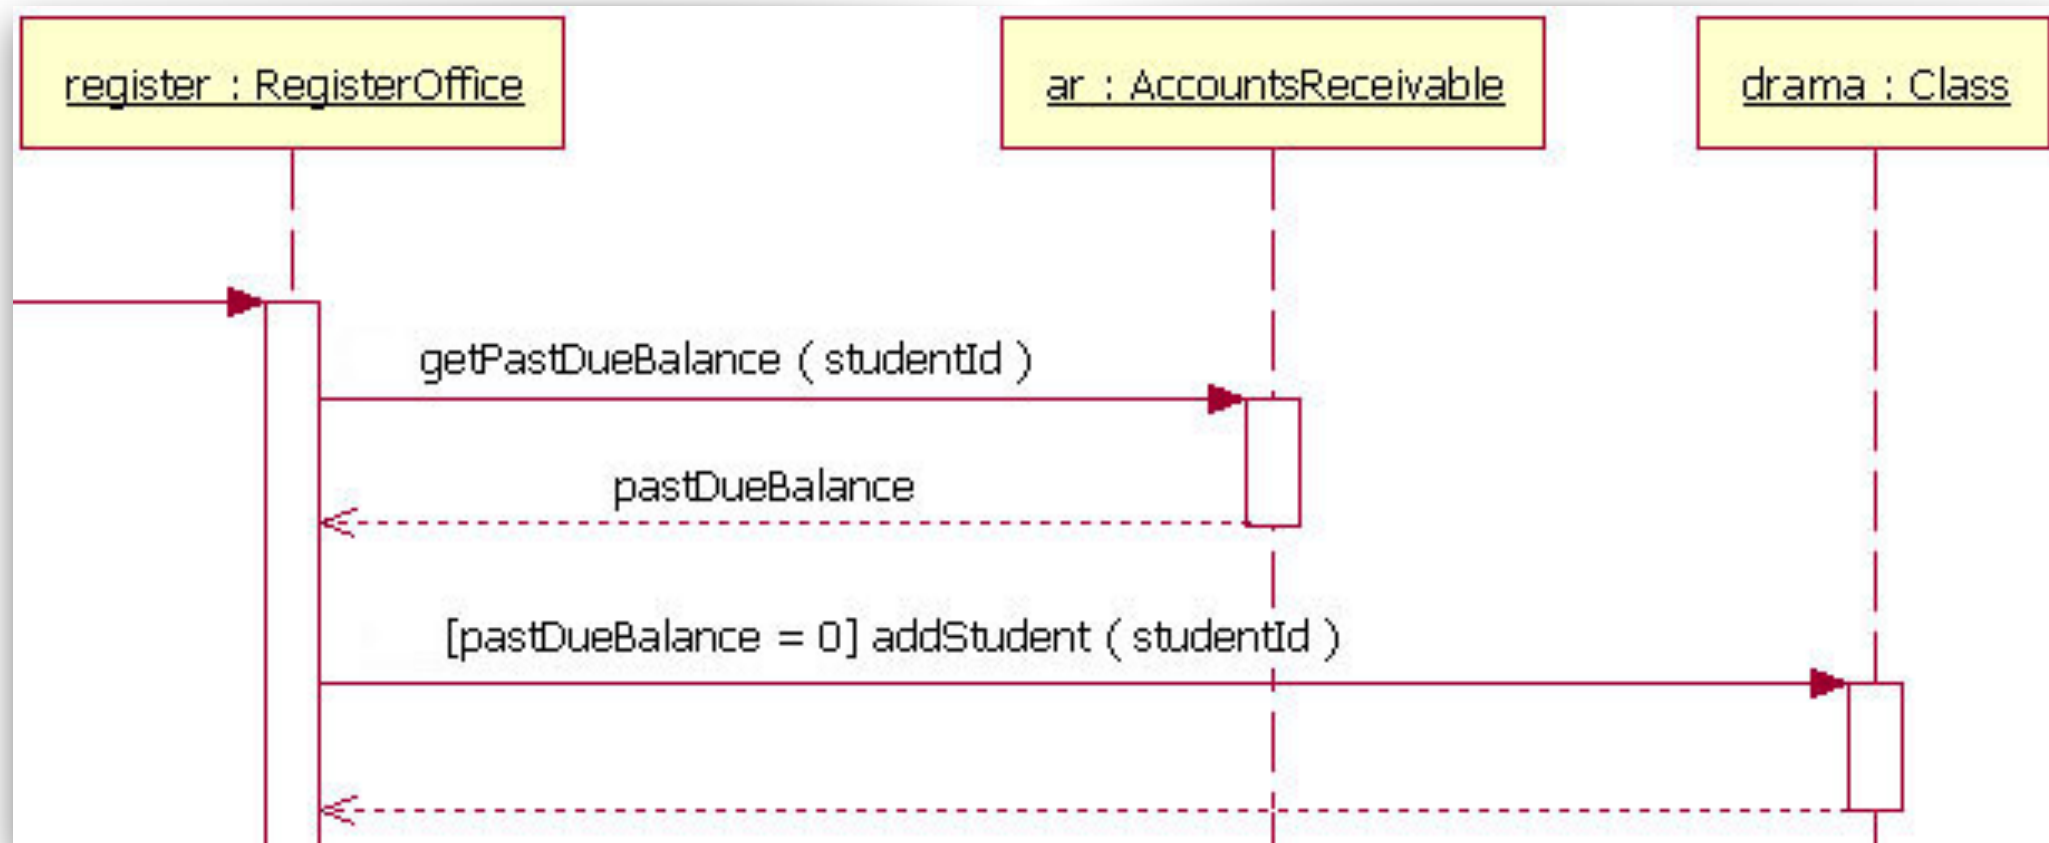 register : RegisterOffice
ar : AccountsReceivable
drama : Class
getPastDueBalance ( studentId )
pastDueBalance
[pastDueBalance = 0] addStudent ( studentId )